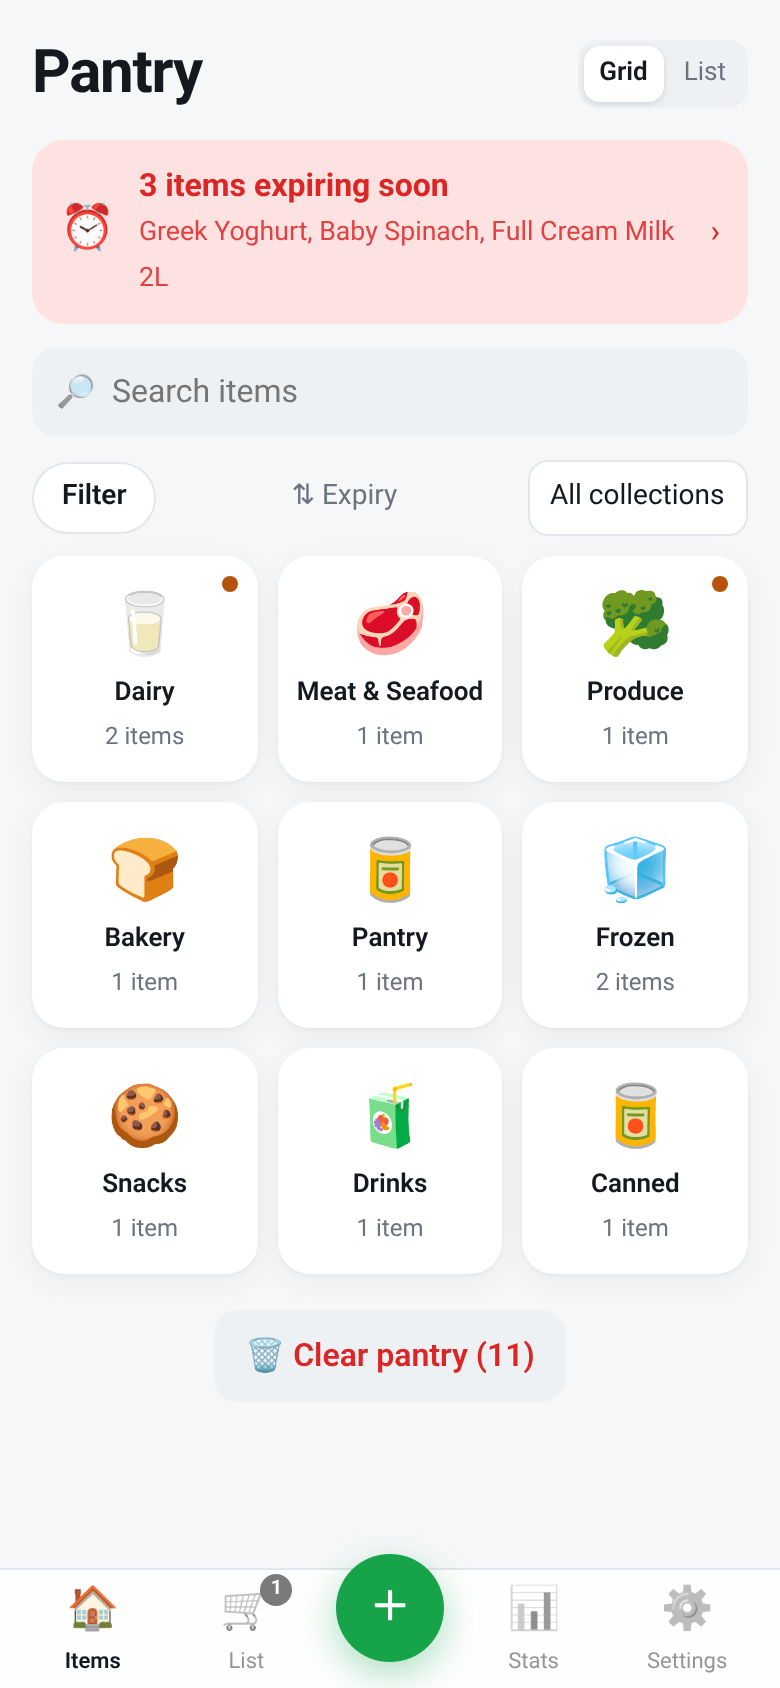 Pantry
Grid
List
3 items expiring soon
Greek Yoghurt, Baby Spinach, Full Cream Milk
2L
›
Search items
Filter
⇅ Expiry
All collections
Dairy
2 items
Meat & Seafood
1 item
Produce
1 item
Bakery
1 item
Pantry
1 item
Frozen
2 items
Snacks
1 item
Drinks
1 item
Canned
1 item
Clear pantry (11)
Items
1
List
+
Stats
Settings